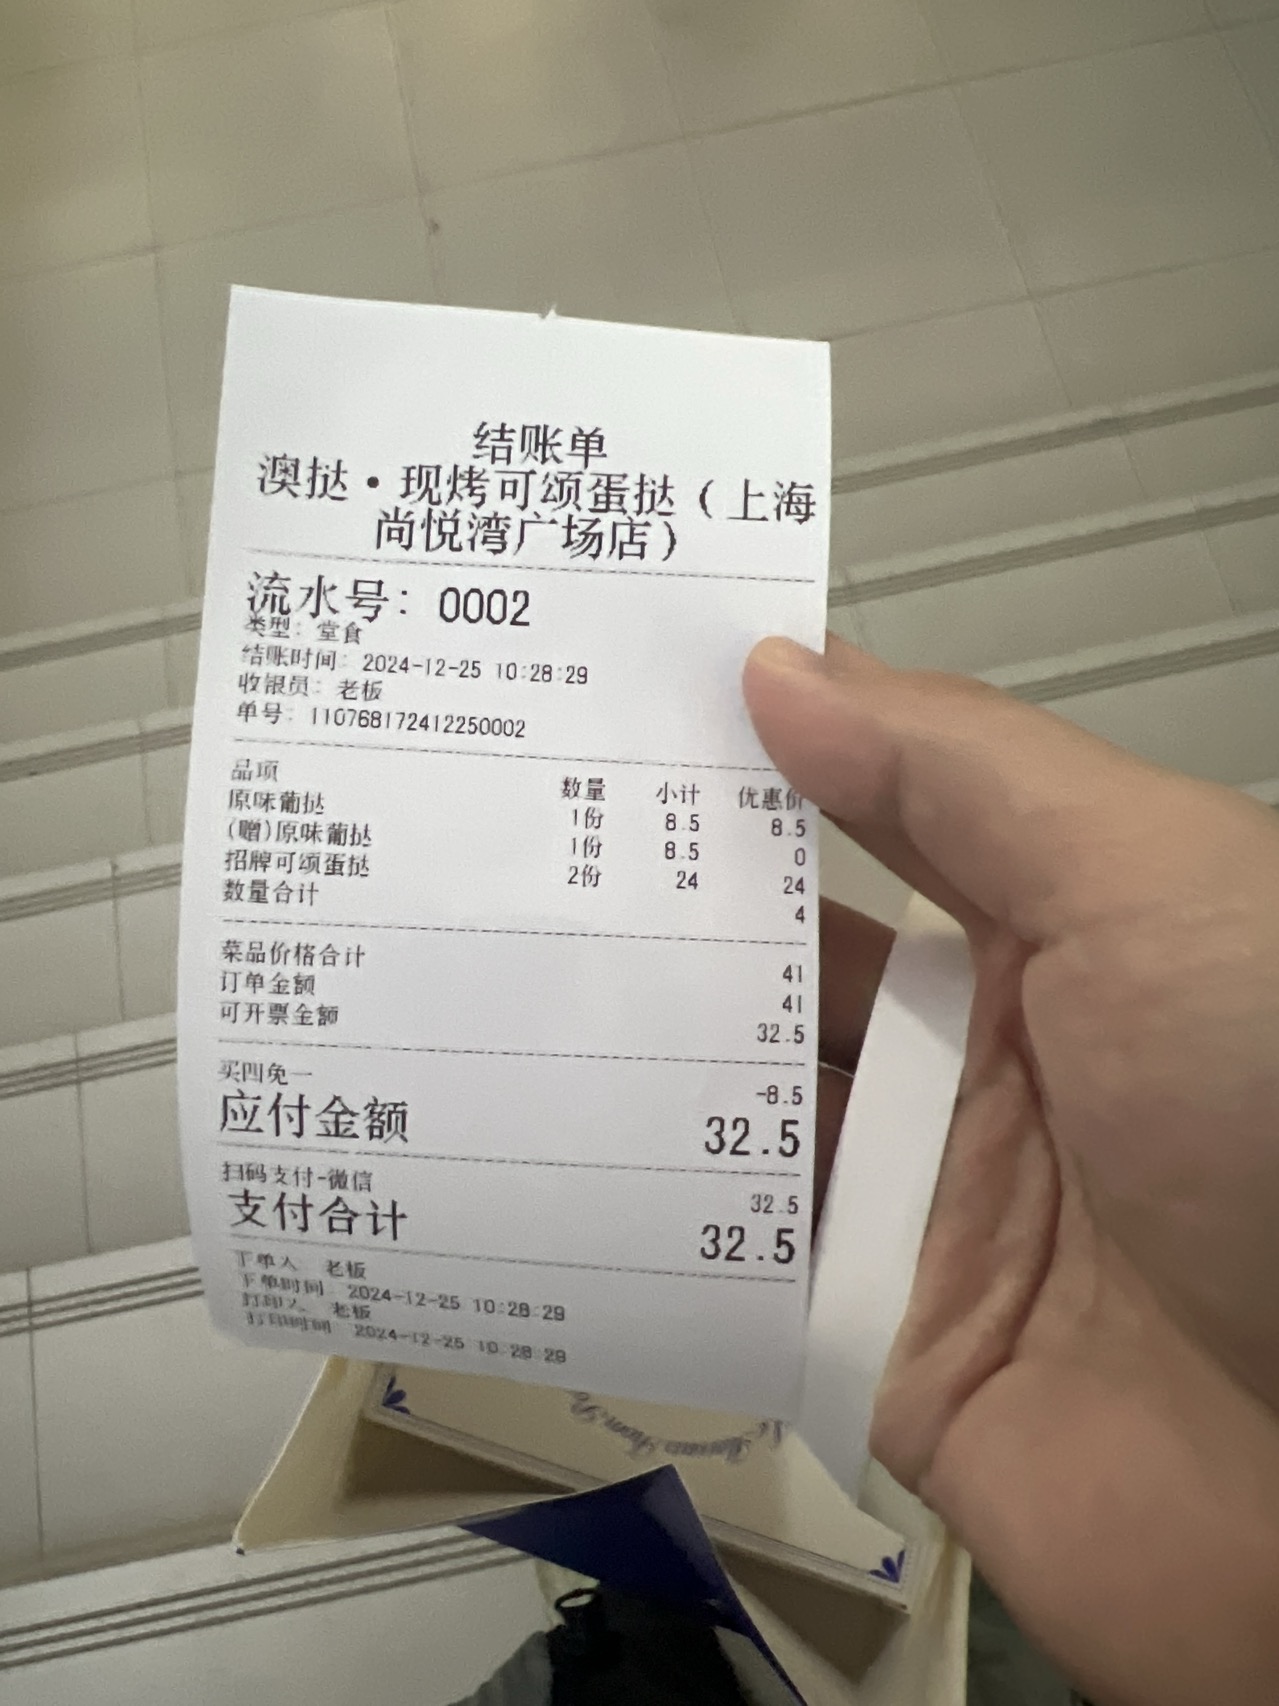 结账单
澳挞·现烤可颂蛋挞(上海
尚悦湾广场店)
流水号: 0002
类型: 堂食
结账时间: 2024-12-25 10:28:29
收银员: 老板
单号: 110768172412250002
品项 数量 小计 优惠价
原味葡挞 1份 8.5 8.5
(赠)原味葡挞 1份 8.5 0
招牌可颂蛋挞 2份 24 24
数量合计 4
菜品价格合计 41
订单金额 41
可开票金额 32.5
买四免一 -8.5
应付金额 32.5
扫码支付-微信 32.5
支付合计 32.5
下单人 老板
下单时间 2024-12-25 10:28:29
打印人 老板
打印时间 2024-12-25 10:28:29